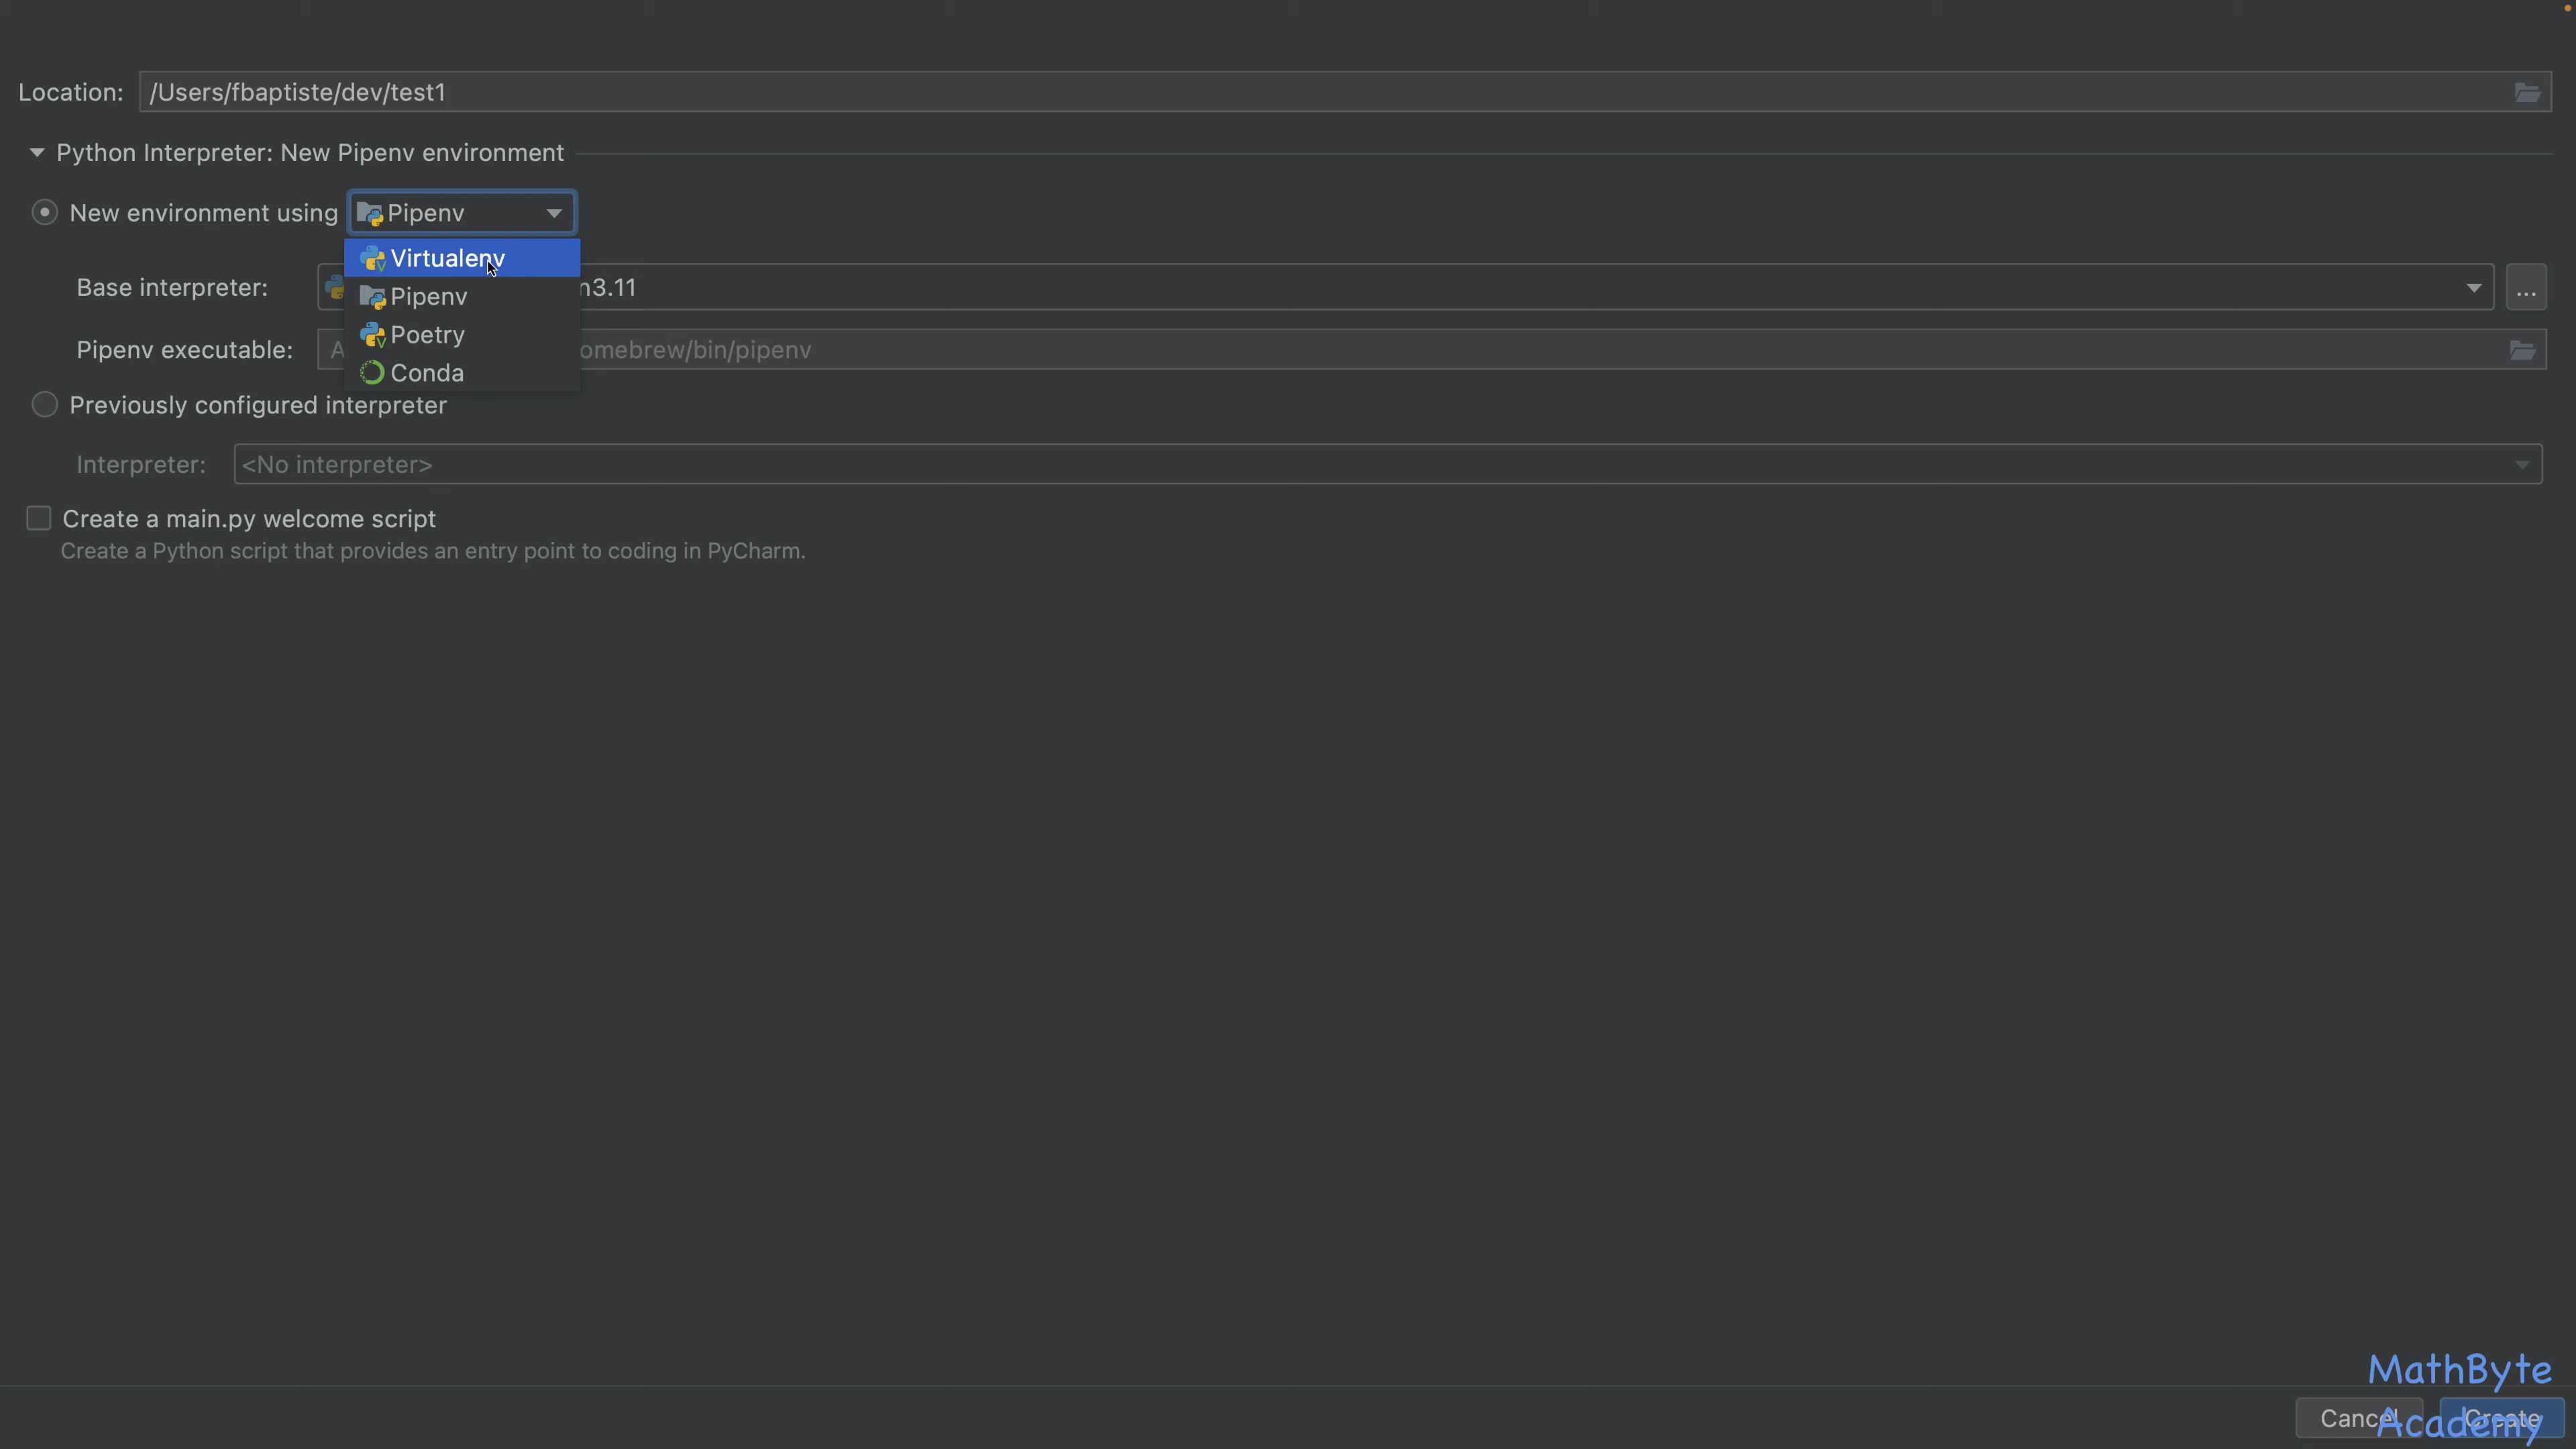 Location: /Users/fbaptiste/dev/test1
Python Interpreter: New Pipenv environment
New environment using Pipenv
Virtualenv
Base interpreter: n3.11
Pipenv
Poetry
Pipenv executable: A omebrew/bin/pipenv
Conda
Previously configured interpreter
Interpreter: <No interpreter>
Create a main.py welcome script
Create a Python script that provides an entry point to coding in PyCharm.
MathByte
Academy
Cancel Create